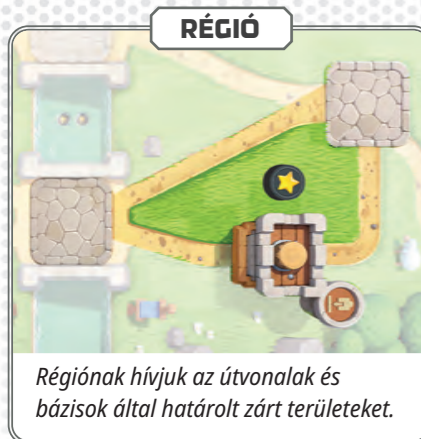 RÉGIÓ
Régiónak hívjuk az útvonalak és
bázisok által határolt zárt területeket.